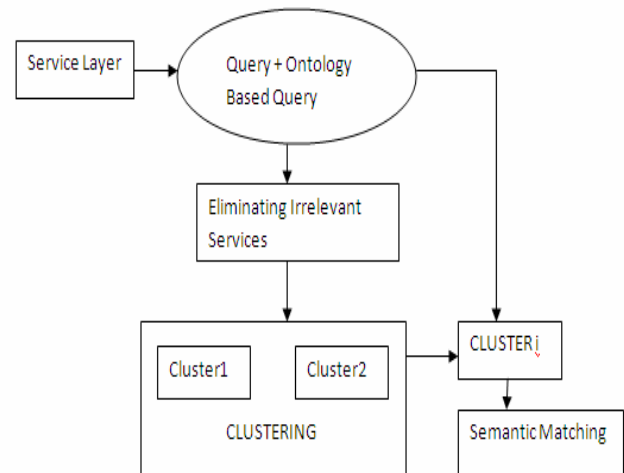 Service Layer
Query + Ontology
Based Query
Eliminating Irrelevant
Services
Cluster1
Cluster2
CLUSTERING
CLUSTER i
Semantic Matching